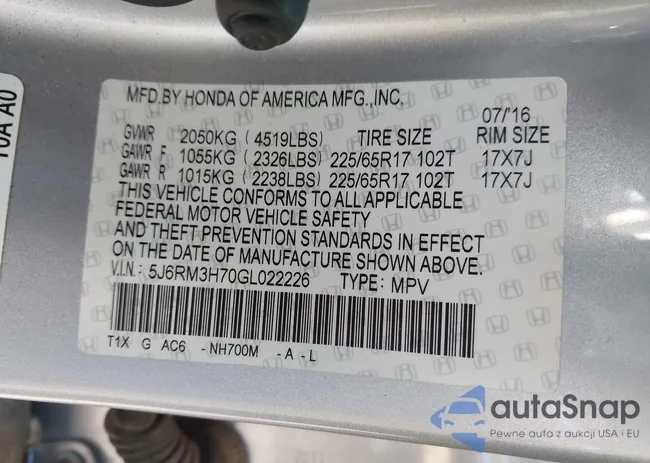 10A A0
MFD.BY HONDA OF AMERICA MFG.,INC.
07/16
GVWR 2050KG ( 4519LBS) TIRE SIZE RIM SIZE
GAWR F 1055KG ( 2326LBS) 225/65R17 102T 17X7J
GAWR R 1015KG ( 2238LBS) 225/65R17 102T 17X7J
THIS VEHICLE CONFORMS TO ALL APPLICABLE
FEDERAL MOTOR VEHICLE SAFETY
AND THEFT PREVENTION STANDARDS IN EFFECT
ON THE DATE OF MANUFACTURE SHOWN ABOVE.
V.I.N.: 5J6RM3H70GL022226 TYPE: MPV
T1X G AC6 -NH700M -A-L
autaSnap
Pewne auta z aukcji USA i EU